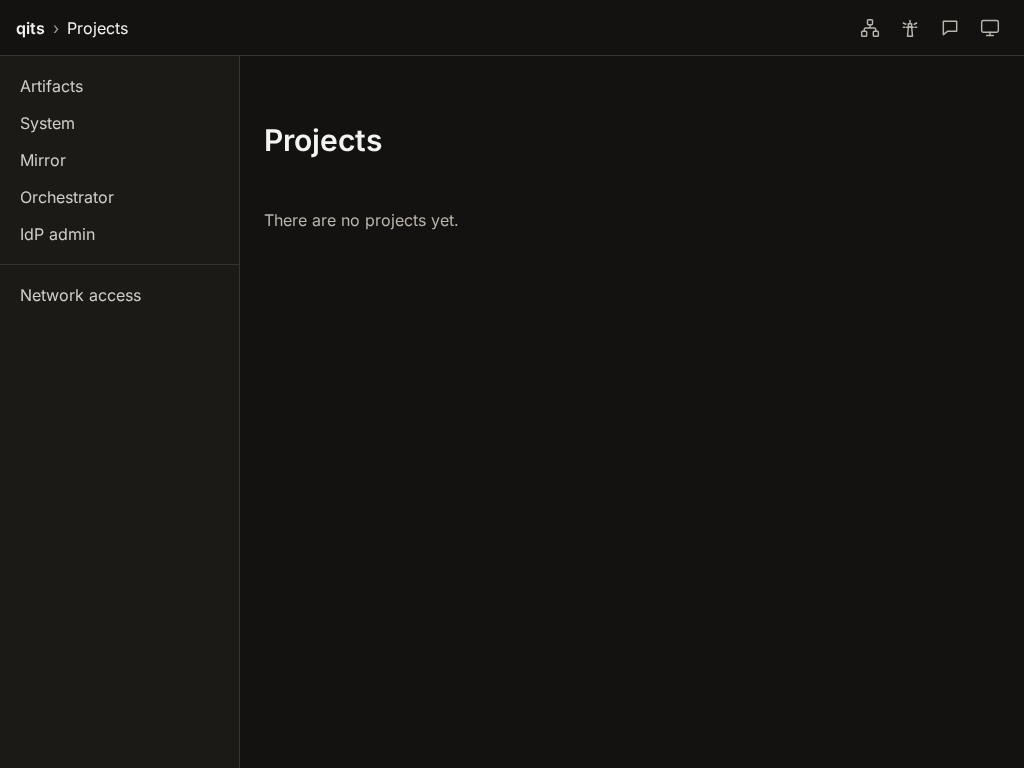 qits › Projects
Artifacts
System
Mirror
Orchestrator
IdP admin
Network access
Projects
There are no projects yet.